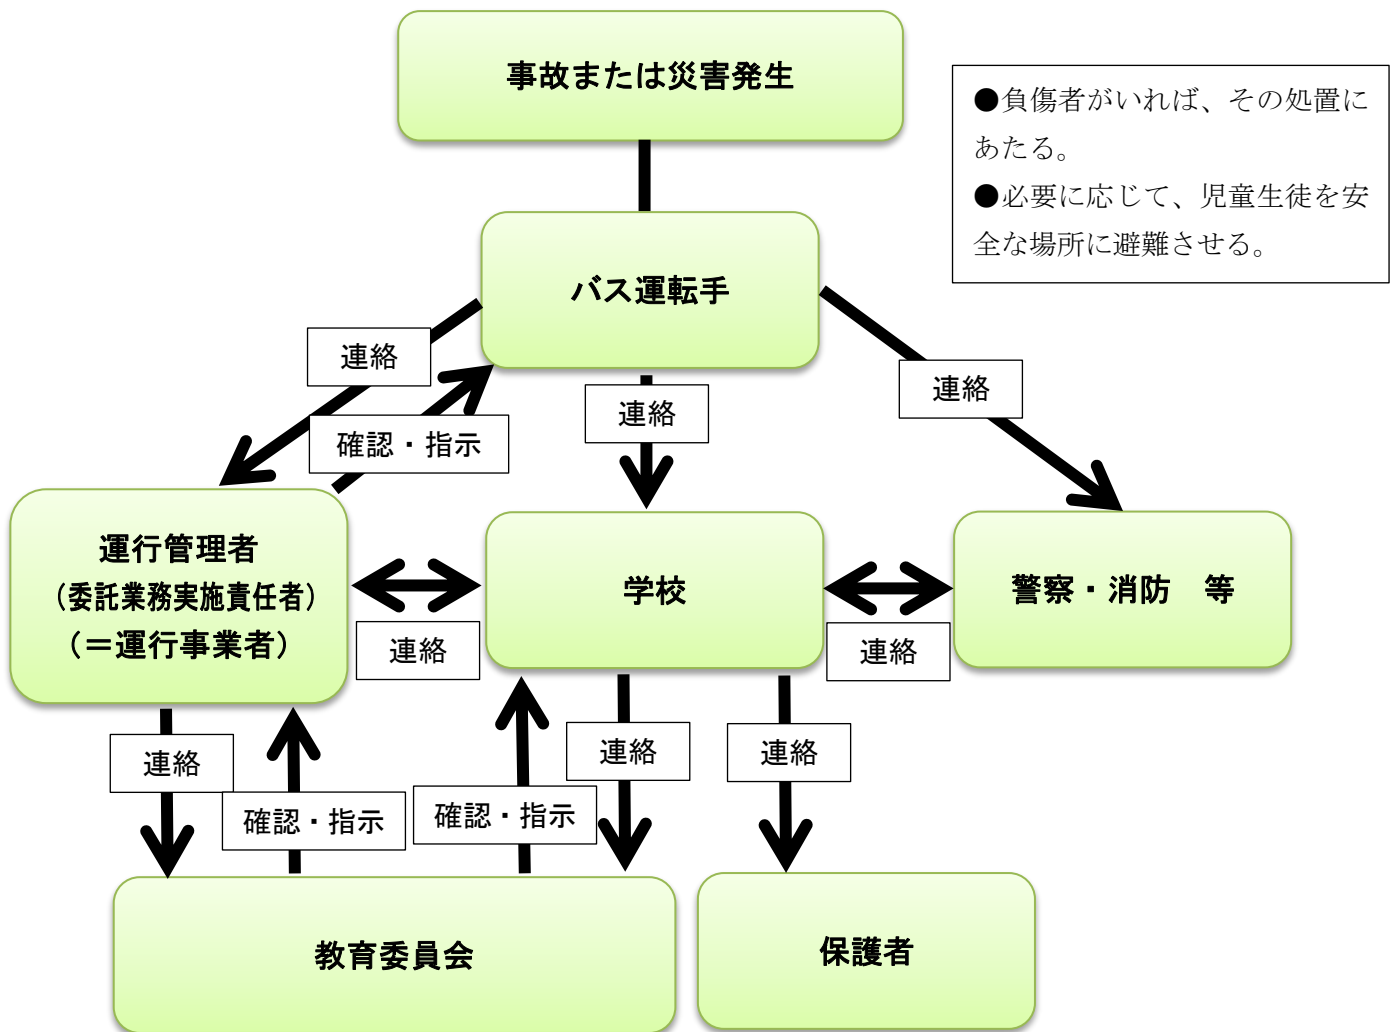 事故または災害発生
●負傷者がいれば、その処置に
あたる。
●必要に応じて、児童生徒を安
全な場所に避難させる。
バス運転手
連絡
連絡
連絡
確認・指示
運行管理者
（委託業務実施責任者）
（＝運行事業者）
学校
警察・消防　等
連絡
連絡
連絡
確認・指示
確認・指示
連絡
連絡
教育委員会
保護者